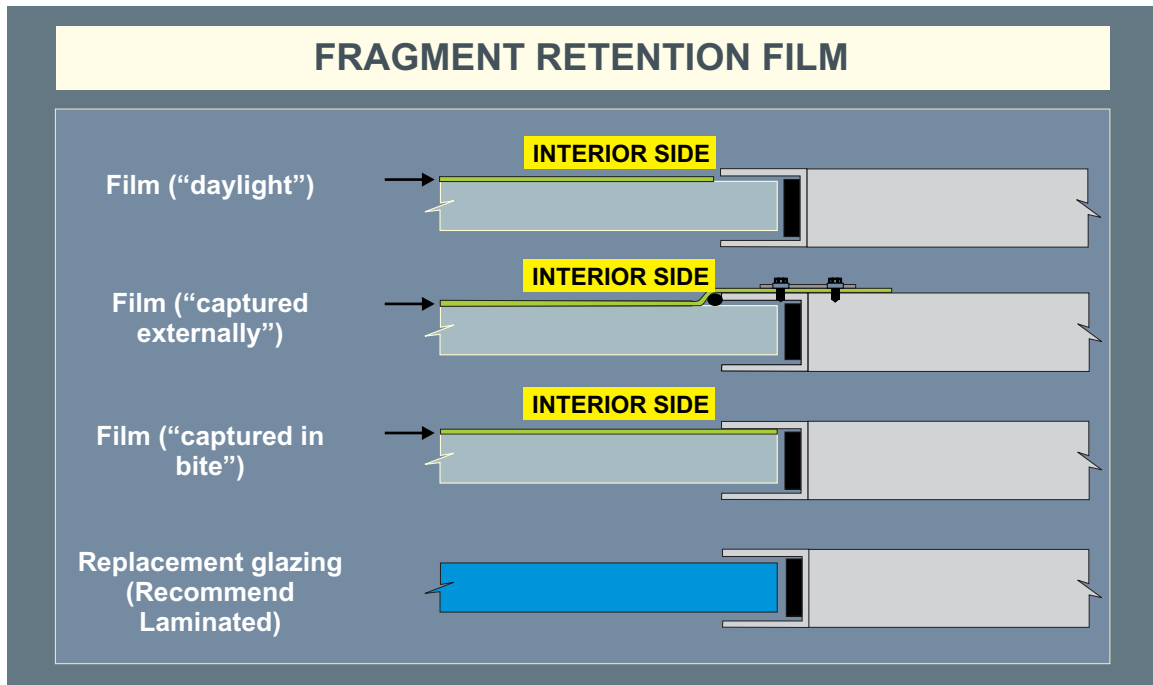 FRAGMENT RETENTION FILM
INTERIOR SIDE
Film (“daylight”)
INTERIOR SIDE
Film (“captured
externally”)
INTERIOR SIDE
Film (“captured in
bite”)
Replacement glazing
(Recommend
Laminated)